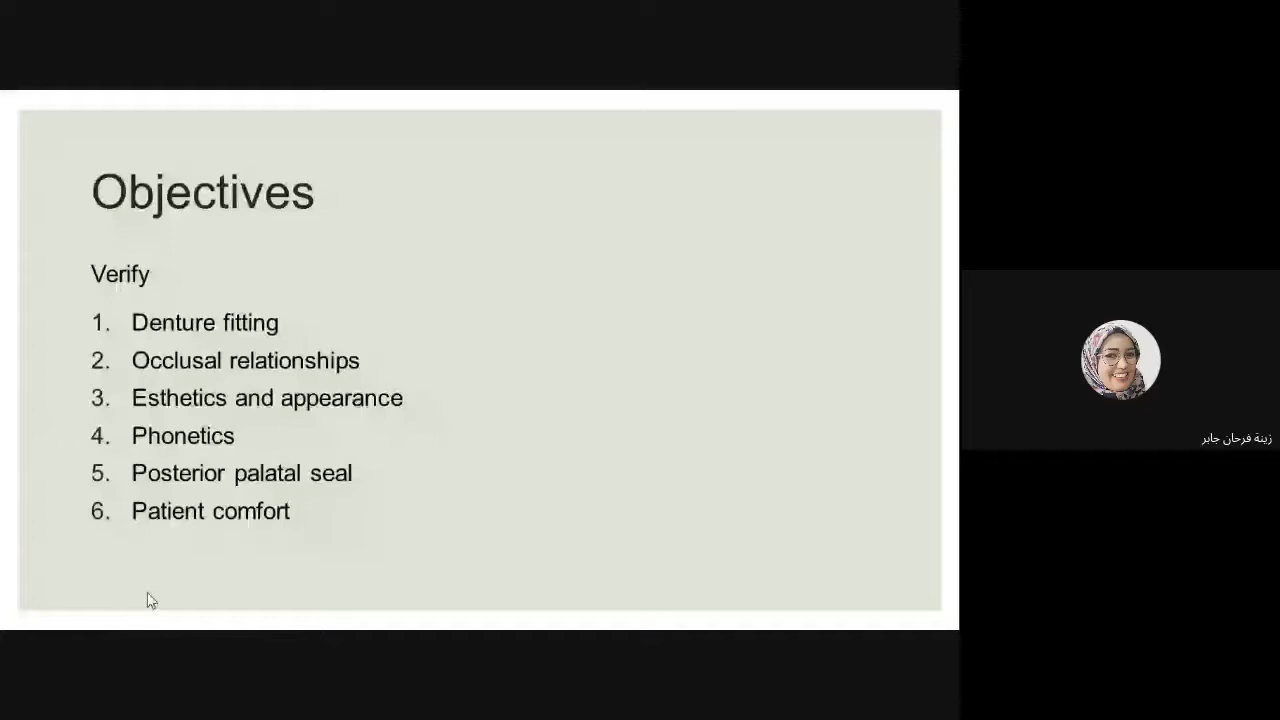 Objectives
Verify
1. Denture fitting
2. Occlusal relationships
3. Esthetics and appearance
4. Phonetics
5. Posterior palatal seal
6. Patient comfort
زينة فرحان جابر